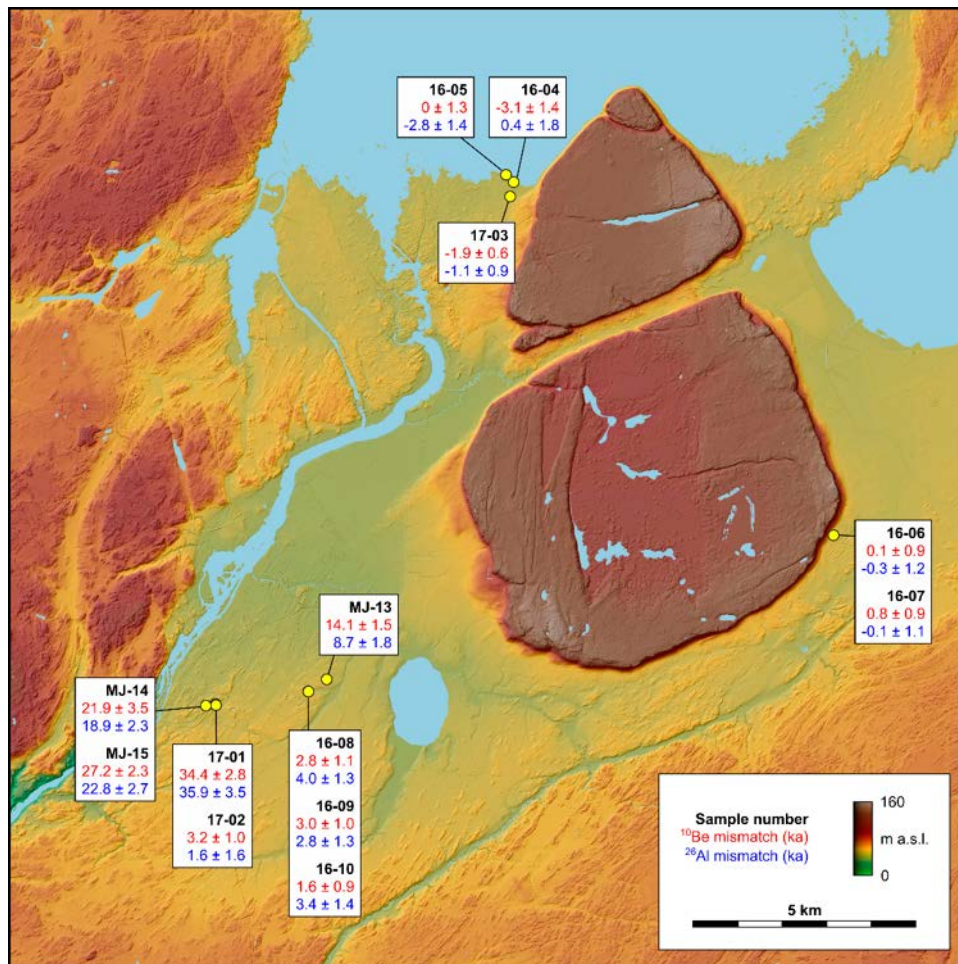 16-05
0 ± 1.3
-2.8 ± 1.4
16-04
-3.1 ± 1.4
0.4 ± 1.8
17-03
-1.9 ± 0.6
-1.1 ± 0.9
16-06
0.1 ± 0.9
-0.3 ± 1.2
16-07
0.8 ± 0.9
-0.1 ± 1.1
MJ-13
14.1 ± 1.5
8.7 ± 1.8
MJ-14
21.9 ± 3.5
18.9 ± 2.3
MJ-15
27.2 ± 2.3
22.8 ± 2.7
17-01
34.4 ± 2.8
35.9 ± 3.5
17-02
3.2 ± 1.0
1.6 ± 1.6
16-08
2.8 ± 1.1
4.0 ± 1.3
16-09
3.0 ± 1.0
2.8 ± 1.3
16-10
1.6 ± 0.9
3.4 ± 1.4
Sample number
¹⁰Be mismatch (ka)
²⁶Al mismatch (ka)
160
m a.s.l.
0
5 km